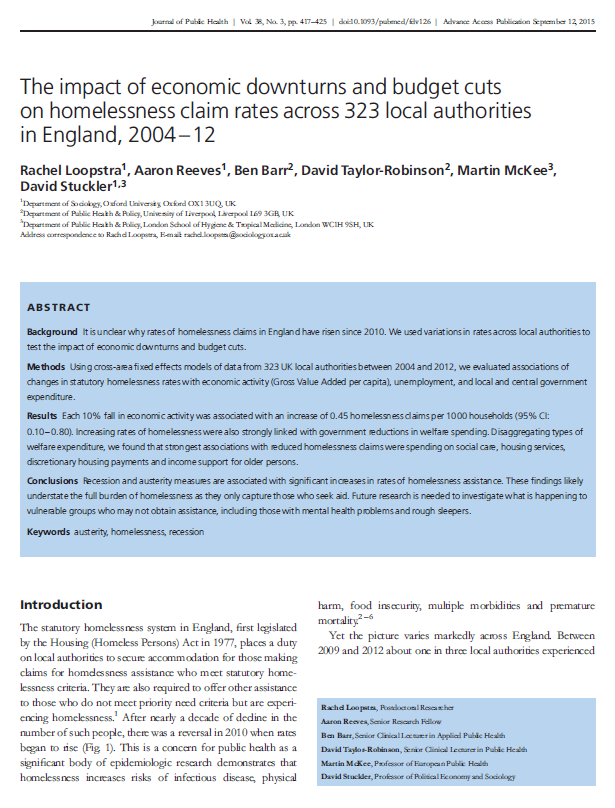 Journal of Public Health | Vol. 38, No. 3, pp. 417–425 | doi:10.1093/pubmed/fdv126 | Advance Access Publication September 12, 2015
The impact of economic downturns and budget cuts
on homelessness claim rates across 323 local authorities
in England, 2004–12
Rachel Loopstra1, Aaron Reeves1, Ben Barr2, David Taylor-Robinson2, Martin McKee3,
David Stuckler1,3
1Department of Sociology, Oxford University, Oxford OX1 3UQ, UK
2Department of Public Health & Policy, University of Liverpool, Liverpool L69 3GB, UK
3Department of Public Health & Policy, London School of Hygiene & Tropical Medicine, London WC1H 9SH, UK
Address correspondence to Rachel Loopstra, E-mail: rachel.loopstra@sociology.ox.ac.uk
ABSTRACT
Background It is unclear why rates of homelessness claims in England have risen since 2010. We used variations in rates across local authorities to
test the impact of economic downturns and budget cuts.
Methods Using cross-area fixed effects models of data from 323 UK local authorities between 2004 and 2012, we evaluated associations of
changes in statutory homelessness rates with economic activity (Gross Value Added per capita), unemployment, and local and central government
expenditure.
Results Each 10% fall in economic activity was associated with an increase of 0.45 homelessness claims per 1000 households (95% CI:
0.10–0.80). Increasing rates of homelessness were also strongly linked with government reductions in welfare spending. Disaggregating types of
welfare expenditure, we found that strongest associations with reduced homelessness claims were spending on social care, housing services,
discretionary housing payments and income support for older persons.
Conclusions Recession and austerity measures are associated with significant increases in rates of homelessness assistance. These findings likely
understate the full burden of homelessness as they only capture those who seek aid. Future research is needed to investigate what is happening to
vulnerable groups who may not obtain assistance, including those with mental health problems and rough sleepers.
Keywords austerity, homelessness, recession
Introduction
The statutory homelessness system in England, first legislated
by the Housing (Homeless Persons) Act in 1977, places a duty
on local authorities to secure accommodation for those making
claims for homelessness assistance who meet statutory home-
lessness criteria. They are also required to offer other assistance
to those who do not meet priority need criteria but are experi-
encing homelessness.1 After nearly a decade of decline in the
number of such people, there was a reversal in 2010 when rates
began to rise (Fig. 1). This is a concern for public health as a
significant body of epidemiologic research demonstrates that
homelessness increases risks of infectious disease, physical
harm, food insecurity, multiple morbidities and premature
mortality.2–6
Yet the picture varies markedly across England. Between
2009 and 2012 about one in three local authorities experienced
Rachel Loopstra, Postdoctoral Researcher
Aaron Reeves, Senior Research Fellow
Ben Barr, Senior Clinical Lecturer in Applied Public Health
David Taylor-Robinson, Senior Clinical Lecturer in Public Health
Martin McKee, Professor of European Public Health
David Stuckler, Professor of Political Economy and Sociology